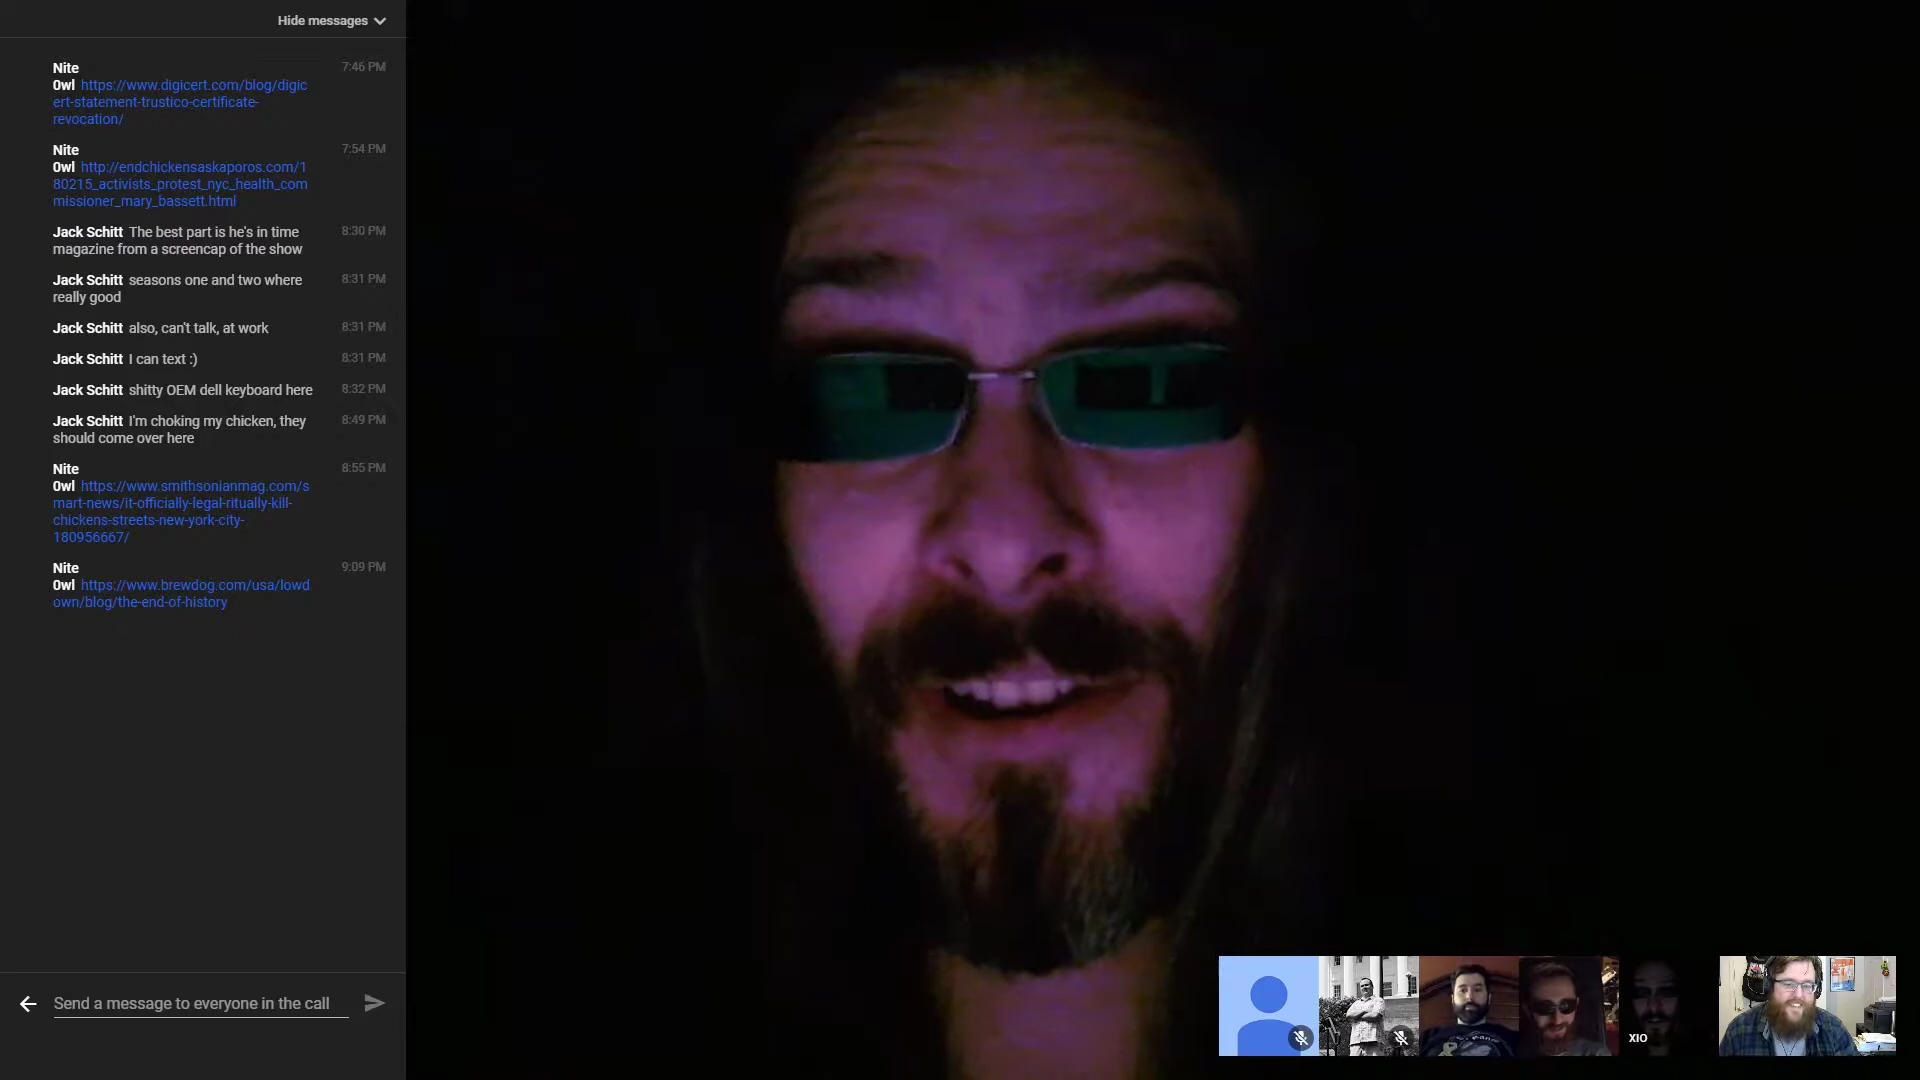 Hide messages
Nite 7:46 PM
0wl https://www.digicert.com/blog/digic
ert-statement-trustico-certificate-
revocation/
Nite 7:54 PM
0wl http://endchickensaskaporos.com/1
80215_activists_protest_nyc_health_com
missioner_mary_bassett.html
Jack Schitt The best part is he's in time 8:30 PM
magazine from a screencap of the show
Jack Schitt seasons one and two where 8:31 PM
really good
Jack Schitt also, can't talk, at work 8:31 PM
Jack Schitt I can text :) 8:31 PM
Jack Schitt shitty OEM dell keyboard here 8:32 PM
Jack Schitt I'm choking my chicken, they 8:49 PM
should come over here
Nite 8:55 PM
0wl https://www.smithsonianmag.com/s
mart-news/it-officially-legal-ritually-kill-
chickens-streets-new-york-city-
180956667/
Nite 9:09 PM
0wl https://www.brewdog.com/usa/lowd
own/blog/the-end-of-history
Send a message to everyone in the call
XIO